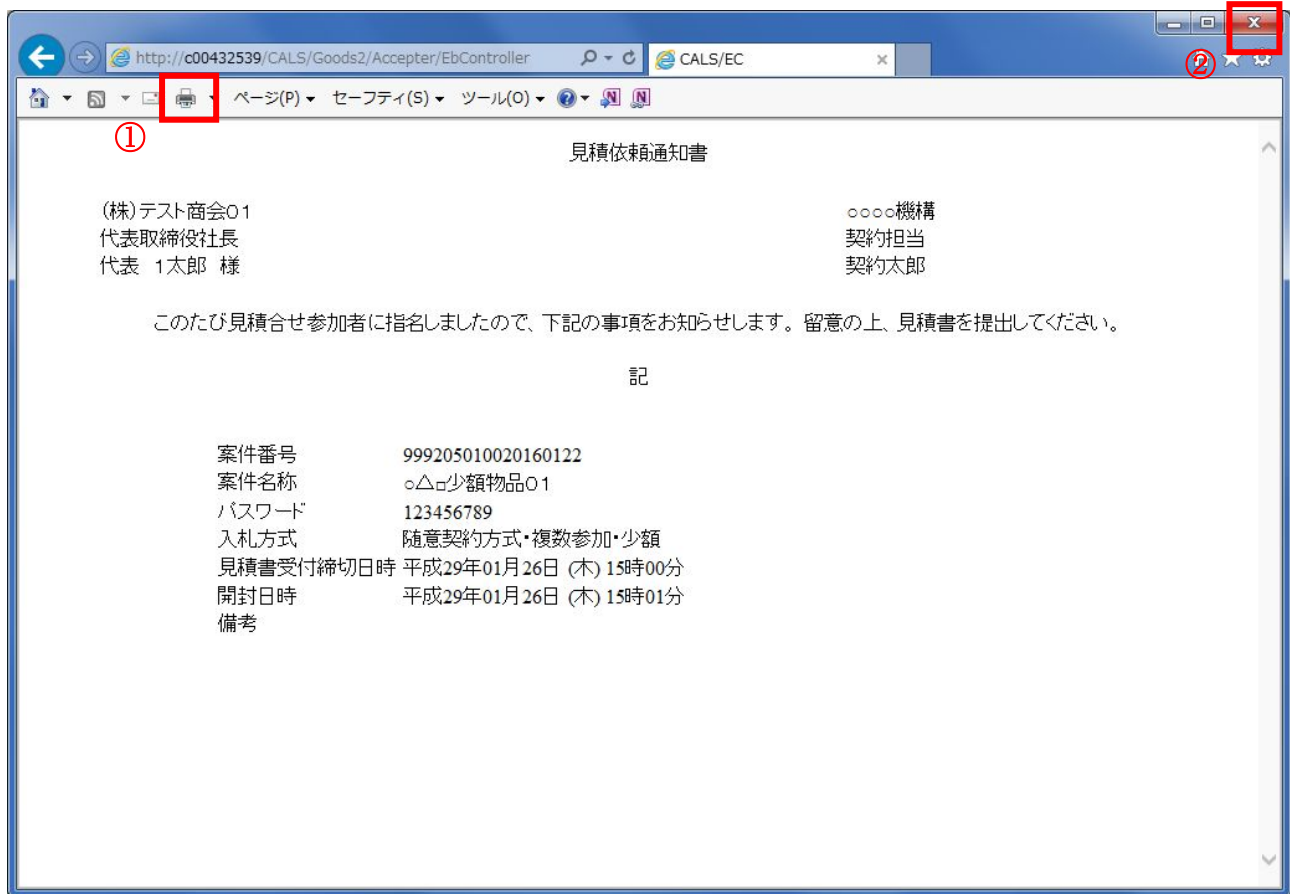 http://c00432539/CALS/Goods2/Accepter/EbController CALS/EC
②
ページ(P) セーフティ(S) ツール(O)
①
見積依頼通知書
(株)テスト商会01 ○○○○機構
代表取締役社長 契約担当
代表 1太郎 様 契約太郎
このたび見積合せ参加者に指名しましたので、下記の事項をお知らせします。留意の上、見積書を提出してください。
記
案件番号 999205010020160122
案件名称 ○△□少額物品01
パスワード 123456789
入札方式 随意契約方式・複数参加・少額
見積書受付締切日時 平成29年01月26日 (木) 15時00分
開封日時 平成29年01月26日 (木) 15時01分
備考